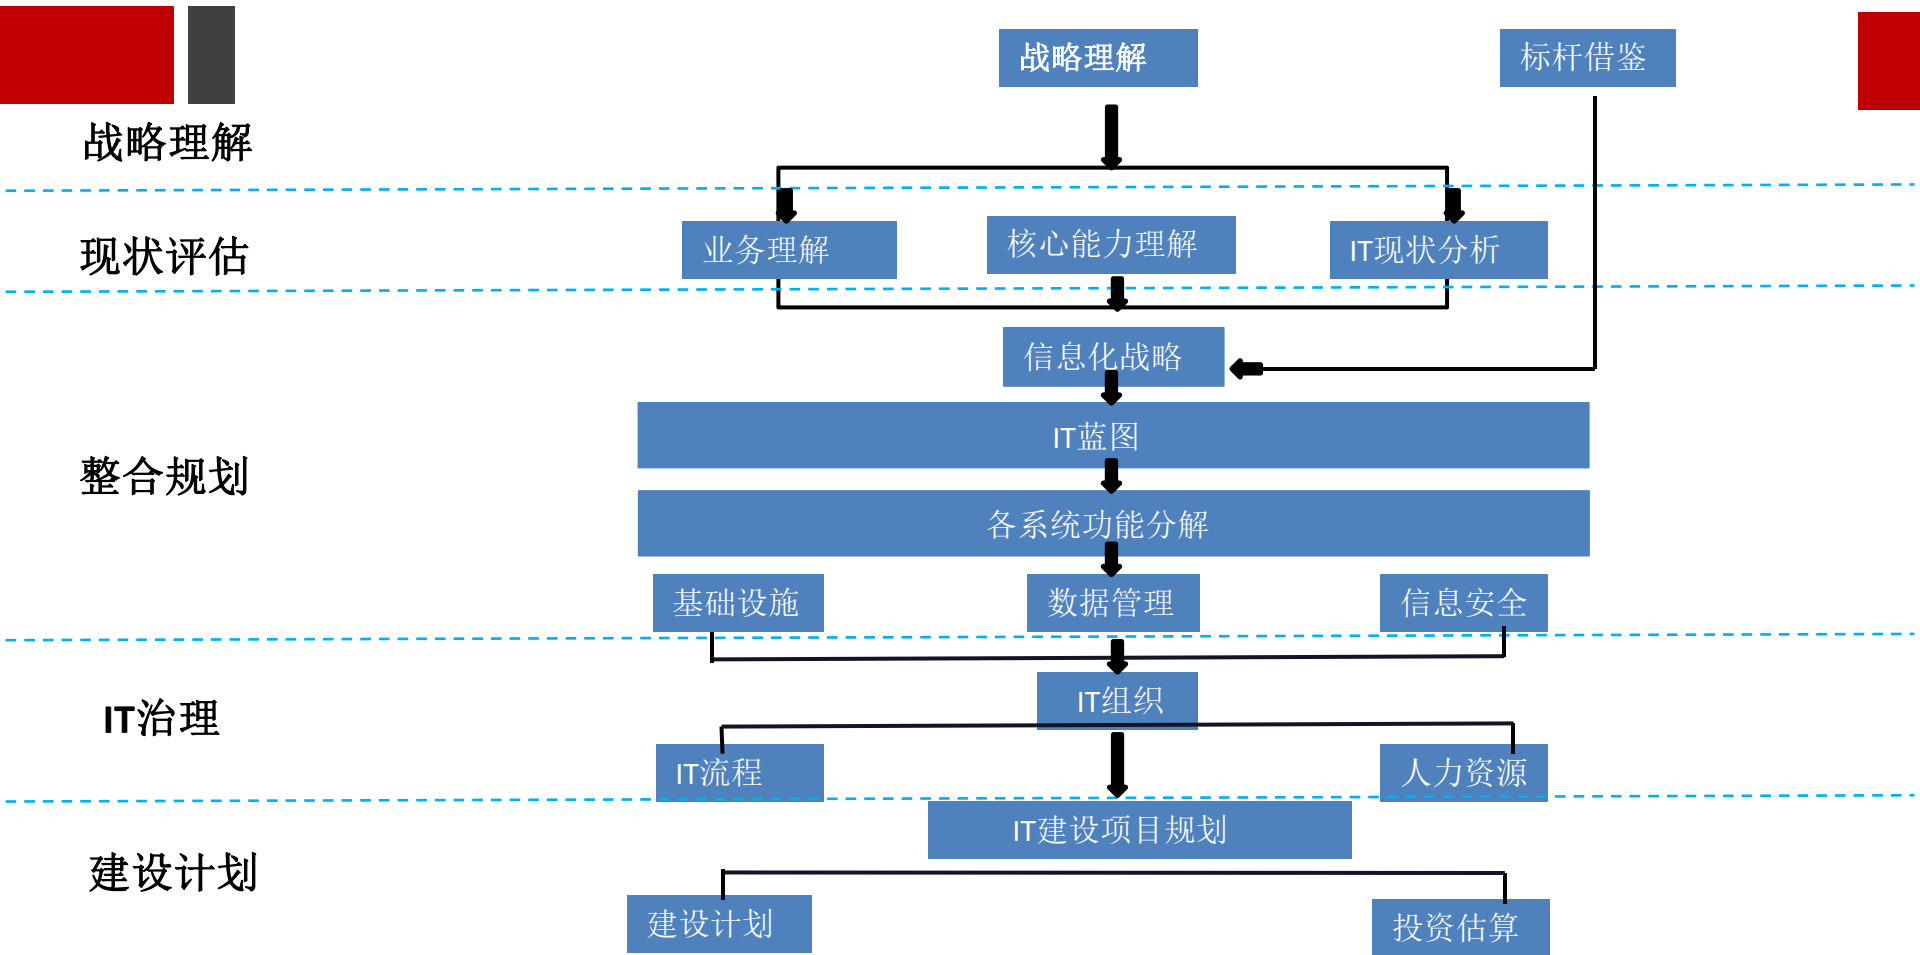 战略理解
标杆借鉴
战略理解
业务理解
核心能力理解
IT现状分析
现状评估
信息化战略
IT蓝图
整合规划
各系统功能分解
基础设施
数据管理
信息安全
IT组织
IT治理
IT流程
人力资源
IT建设项目规划
建设计划
建设计划
投资估算